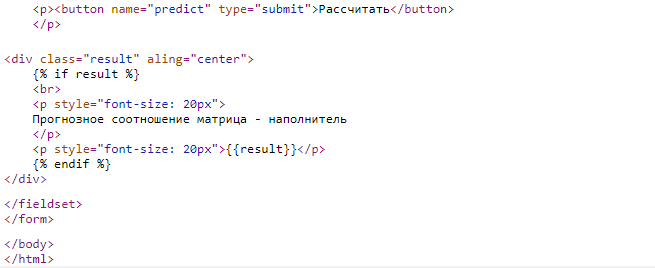 <p><button name="predict" type="submit">Рассчитать</button>
</p>
<div class="result" aling="center">
{% if result %}
<br>
<p style="font-size: 20px">
Прогнозное соотношение матрица - наполнитель
</p>
<p style="font-size: 20px">{{result}}</p>
{% endif %}
</div>
</fieldset>
</form>
</body>
</html>